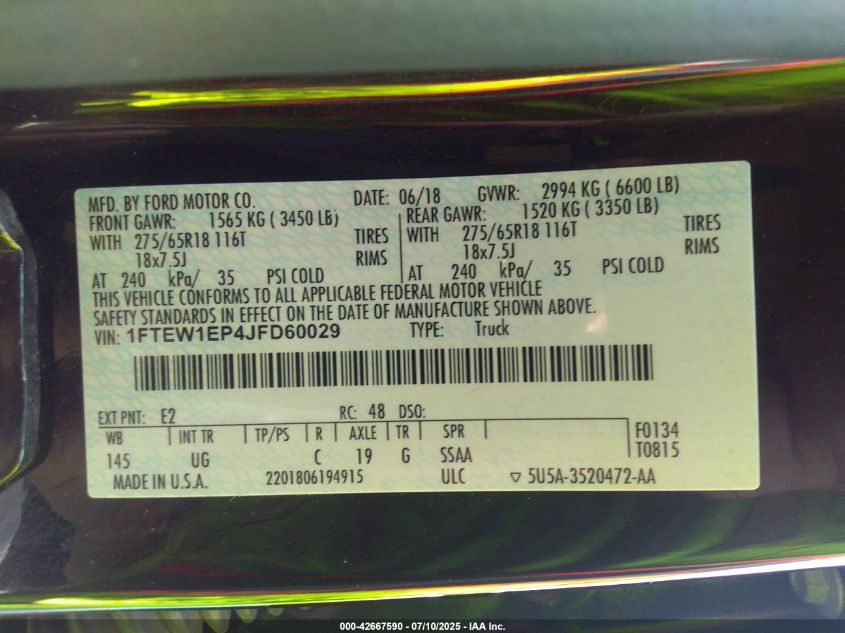 MFD. BY FORD MOTOR CO. DATE: 06/18 GVWR: 2994 KG ( 6600 LB)
FRONT GAWR: 1565 KG ( 3450 LB) REAR GAWR: 1520 KG ( 3350 LB)
WITH 275/65R18 116T TIRES WITH 275/65R18 116T TIRES
18x7.5J RIMS 18x7.5J RIMS
AT 240 kPa/ 35 PSI COLD AT 240 kPa/ 35 PSI COLD
THIS VEHICLE CONFORMS TO ALL APPLICABLE FEDERAL MOTOR VEHICLE
SAFETY STANDARDS IN EFFECT ON THE DATE OF MANUFACTURE SHOWN ABOVE.
VIN: 1FTEW1EP4JFD60029 TYPE: Truck
EXT PNT: E2 RC: 48 DSO:
WB INT TR TP/PS R AXLE TR SPR F0134
145 UG C 19 G SSAA T0815
MADE IN U.S.A. 2201806194915 ULC ▽ 5U5A-3520472-AA
000-42667590 - 07/10/2025 - IAA Inc.